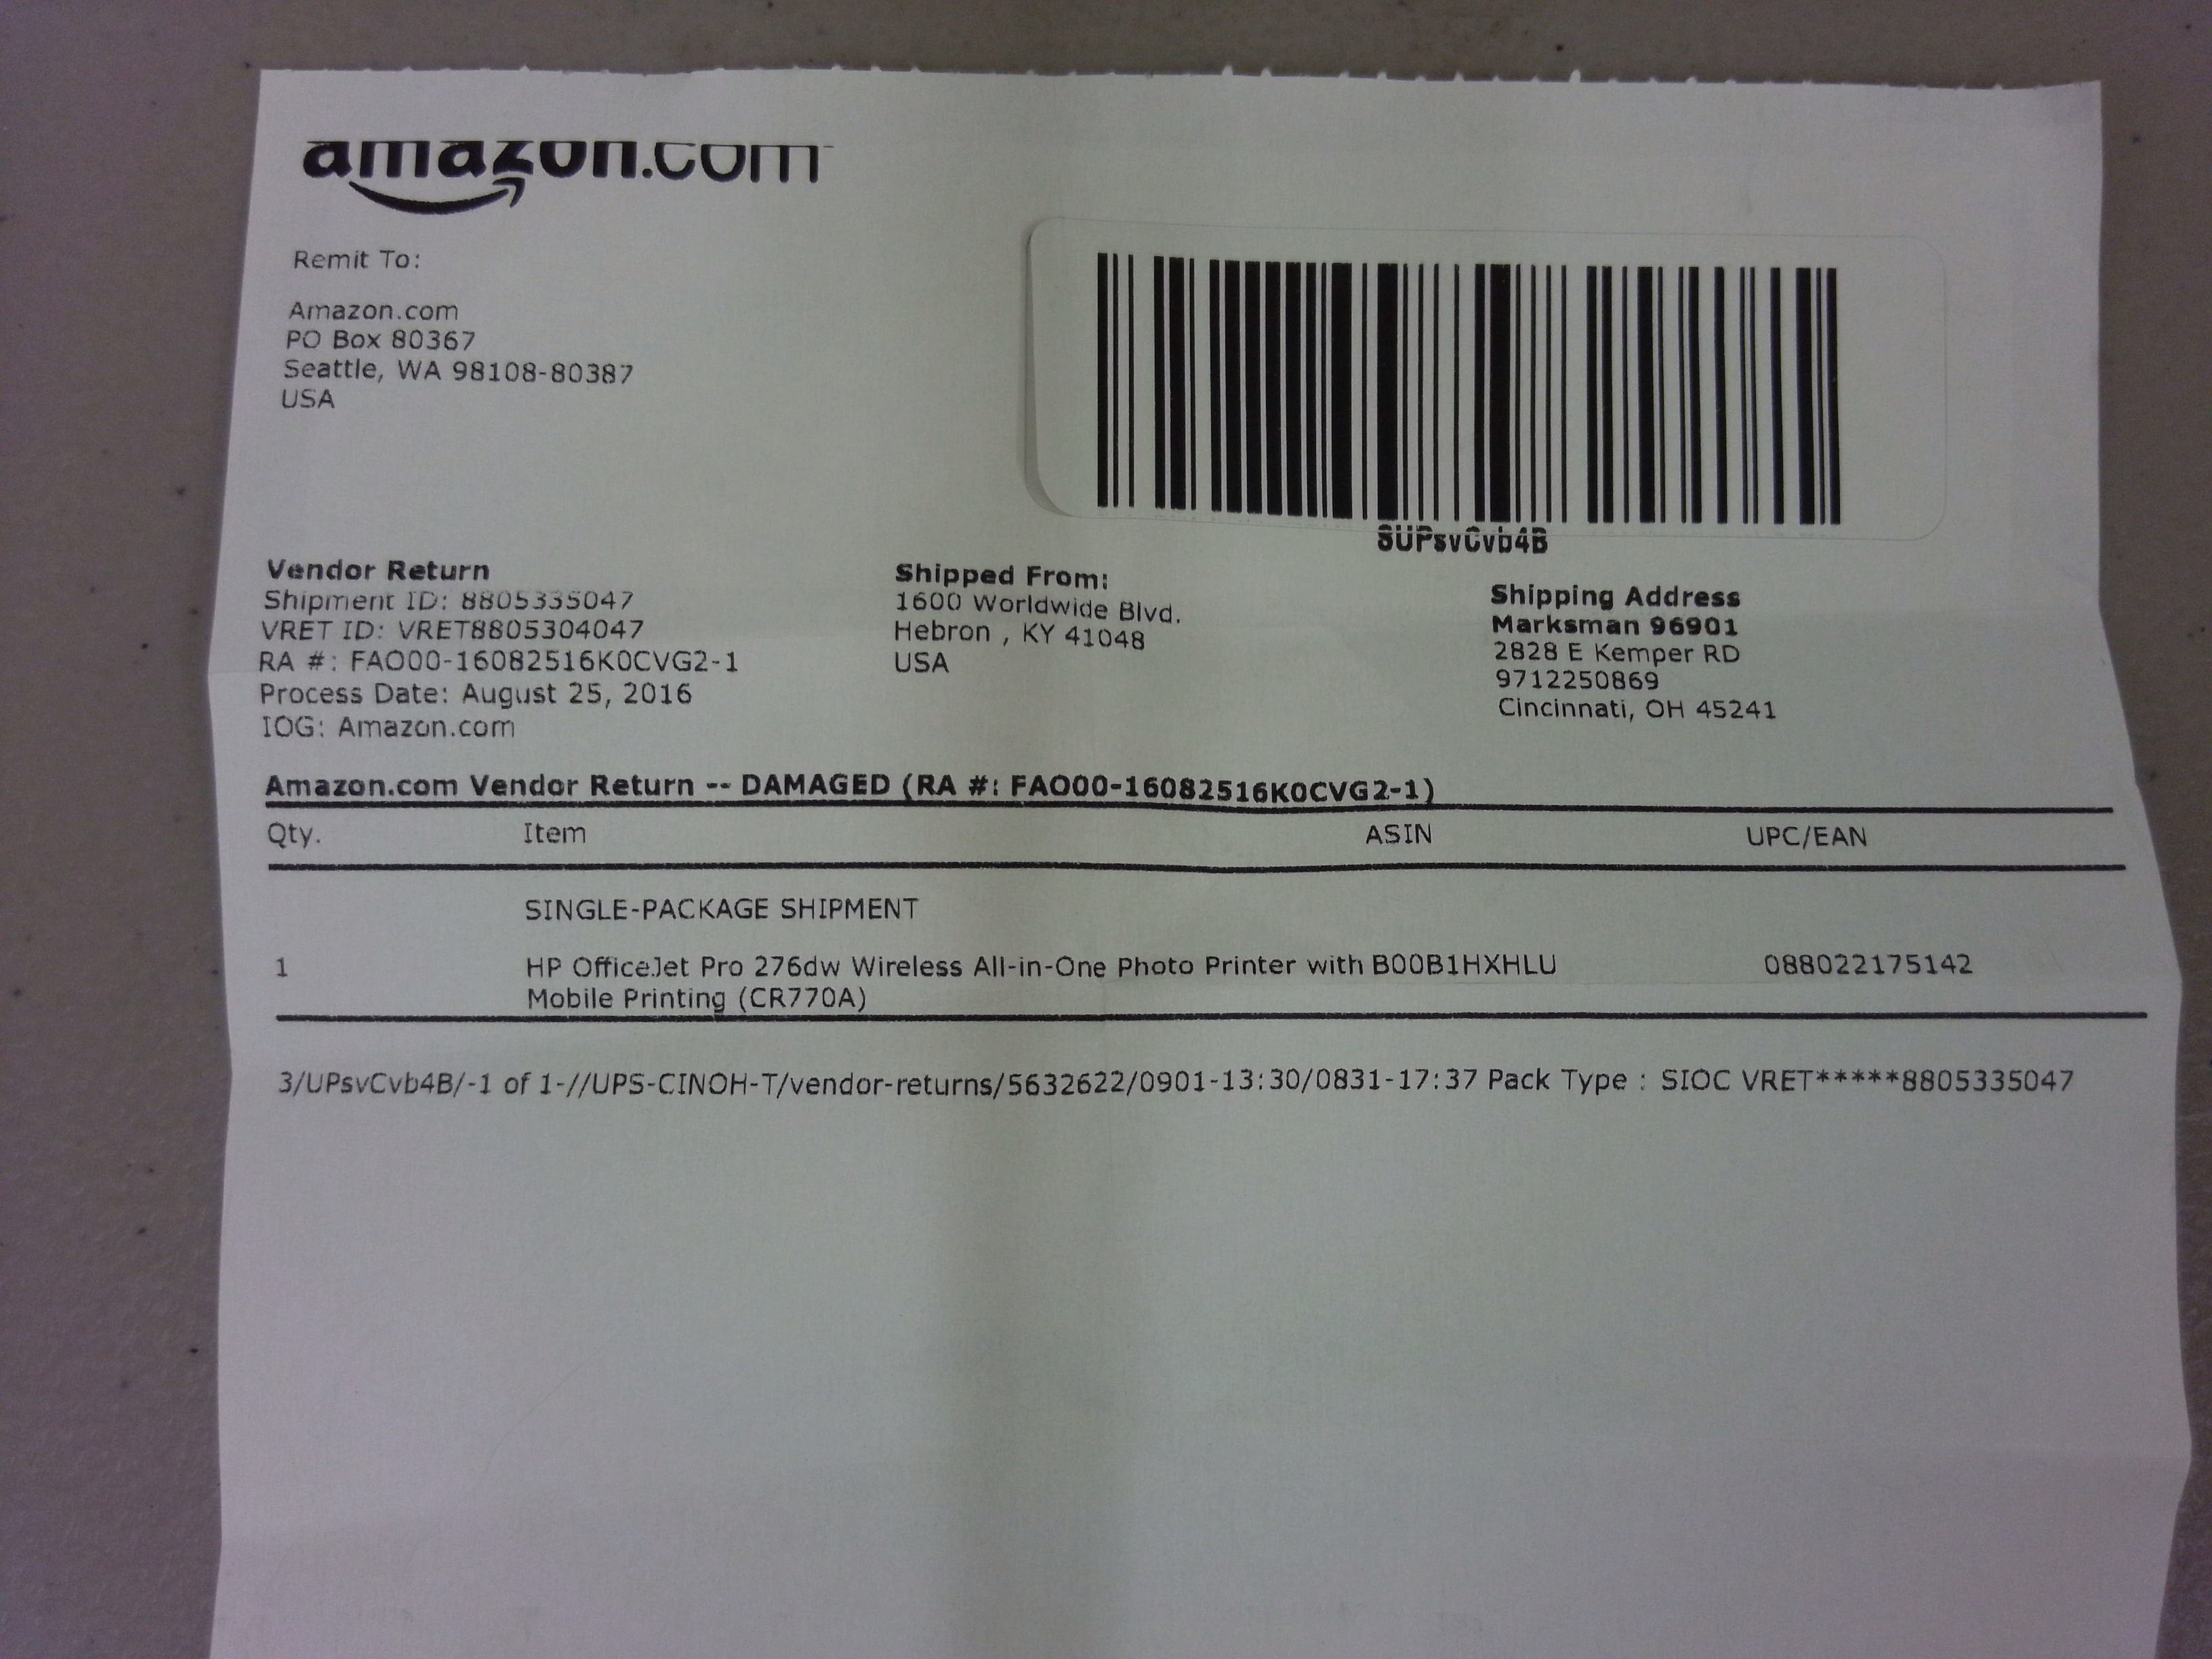 amazon.com
Remit To:
Amazon.com
PO Box 80367
Seattle, WA 98108-80387
USA
8UPsvCvb4B
Vendor Return
Shipment ID: 8805335047
VRET ID: VRET8805304047
RA #: FAO00-16082516K0CVG2-1
Process Date: August 25, 2016
IOG: Amazon.com
Shipped From:
1600 Worldwide Blvd.
Hebron , KY 41048
USA
Shipping Address
Marksman 96901
2828 E Kemper RD
9712250869
Cincinnati, OH 45241
Amazon.com Vendor Return -- DAMAGED (RA #: FAO00-16082516K0CVG2-1)
Qty. Item ASIN UPC/EAN
SINGLE-PACKAGE SHIPMENT
1 HP OfficeJet Pro 276dw Wireless All-in-One Photo Printer with B00B1HXHLU 088022175142
Mobile Printing (CR770A)
3/UPsvCvb4B/-1 of 1-//UPS-CINOH-T/vendor-returns/5632622/0901-13:30/0831-17:37 Pack Type : SIOC VRET*****8805335047